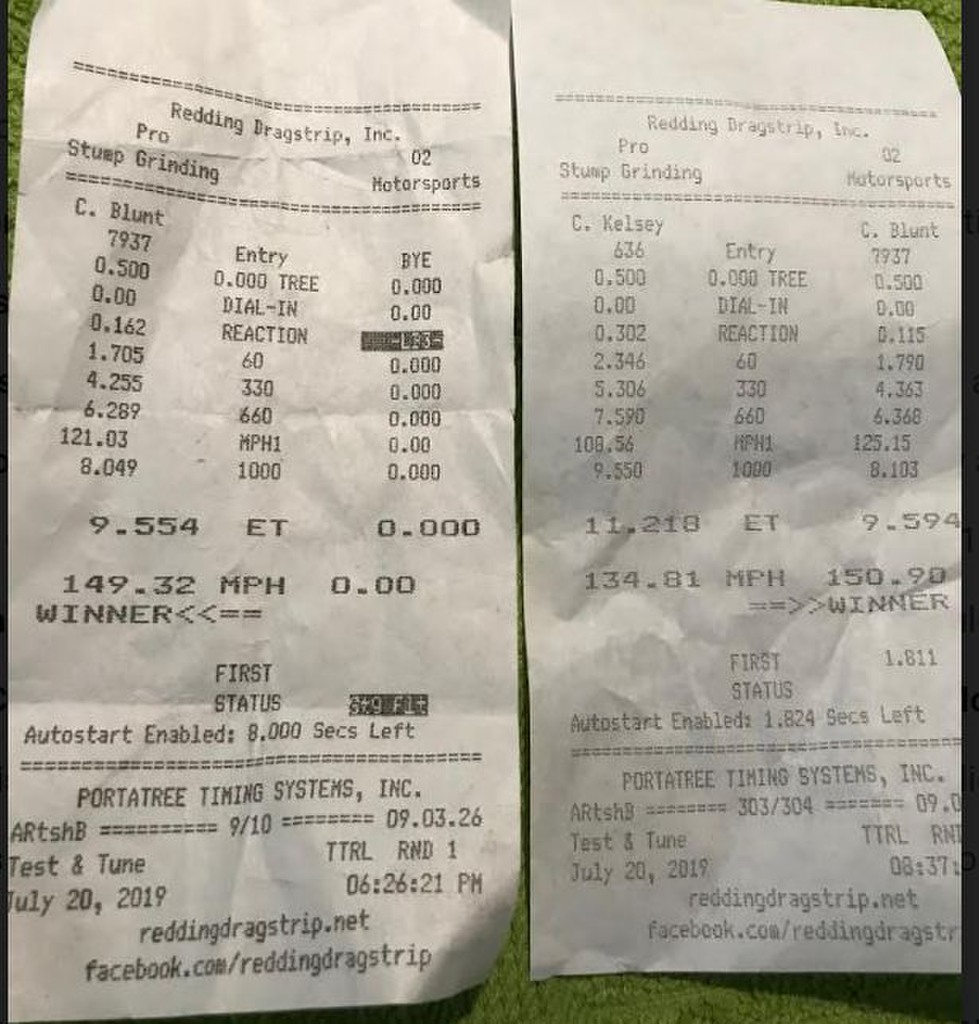 ================================
Redding Dragstrip, Inc.
Pro 02
Stump Grinding Motorsports
================================
C. Blunt
7937 Entry BYE
0.500 0.000 TREE 0.000
0.00 DIAL-IN 0.00
0.162 REACTION
1.705 60 0.000
4.255 330 0.000
6.289 660 0.000
121.03 MPH1 0.00
8.049 1000 0.000
9.554 ET 0.000
149.32 MPH 0.00
WINNER<<==
FIRST
STATUS Stg Flt
Autostart Enabled: 8.000 Secs Left
================================
PORTATREE TIMING SYSTEMS, INC.
ARtshB ========== 9/10 ======== 09.03.26
Test & Tune TTRL RND 1
July 20, 2019 06:26:21 PM
reddingdragstrip.net
facebook.com/reddingdragstrip
================================
Redding Dragstrip, Inc.
Pro 02
Stump Grinding Motorsports
================================
C. Kelsey C. Blunt
636 Entry 7937
0.500 0.000 TREE 0.500
0.00 DIAL-IN 0.00
0.302 REACTION 0.115
2.346 60 1.790
5.306 330 4.363
7.590 660 6.368
108.56 MPH1 125.15
9.550 1000 8.103
11.218 ET 9.594
134.81 MPH 150.90
==>>WINNER
FIRST 1.811
STATUS
Autostart Enabled: 1.824 Secs Left
================================
PORTATREE TIMING SYSTEMS, INC.
ARtshB ======== 303/304 ======= 09.0
Test & Tune TTRL RND
July 20, 2019 08:37:
reddingdragstrip.net
facebook.com/reddingdragstr